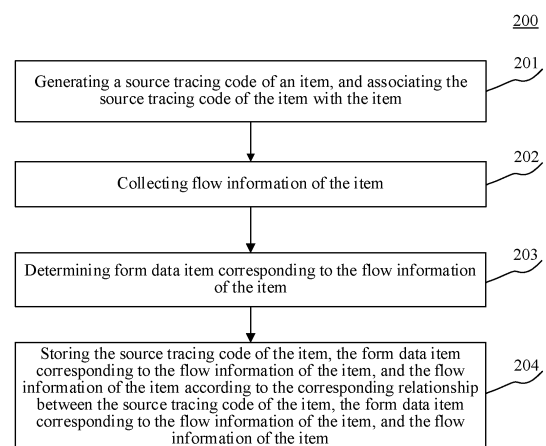 200
201
Generating a source tracing code of an item, and associating the
source tracing code of the item with the item
202
Collecting flow information of the item
203
Determining form data item corresponding to the flow information
of the item
204
Storing the source tracing code of the item, the form data item
corresponding to the flow information of the item, and the flow
information of the item according to the corresponding relationship
between the source tracing code of the item, the form data item
corresponding to the flow information of the item, and the flow
information of the item